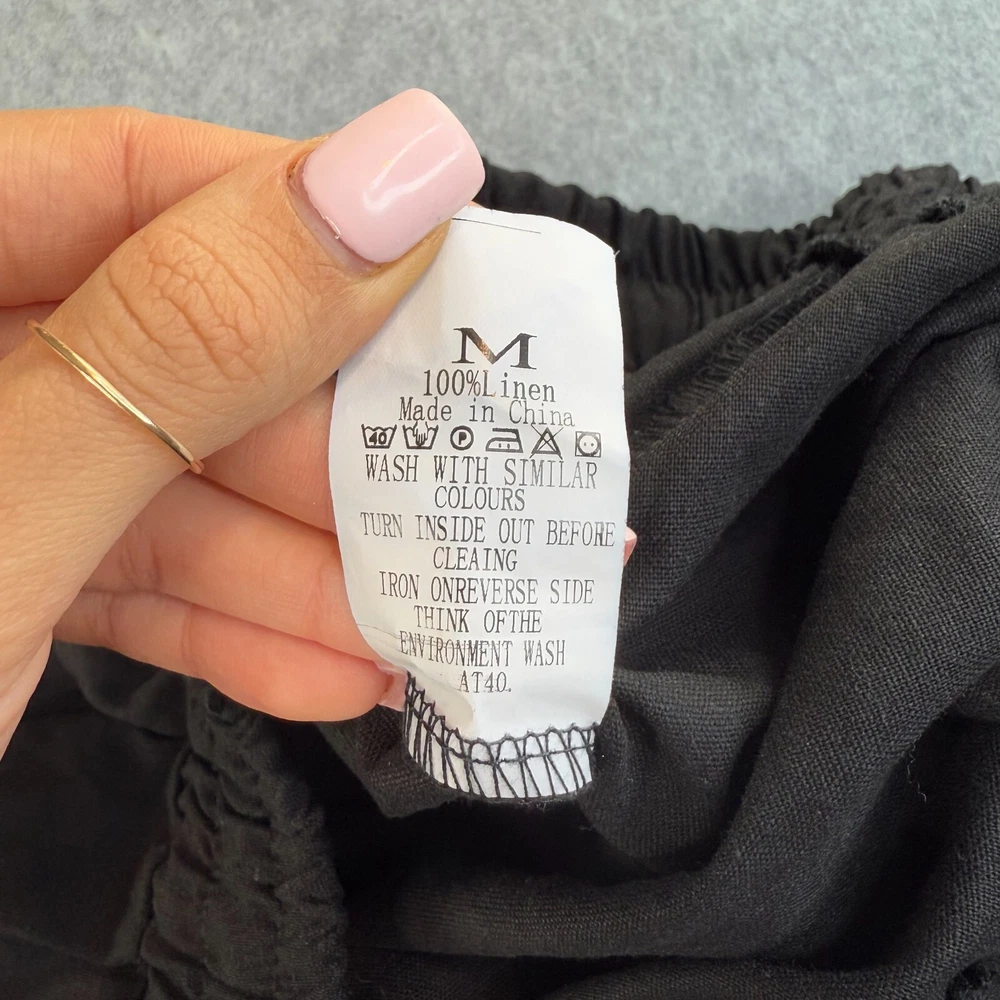 M
100%Linen
Made in China
40 P
WASH WITH SIMILAR
COLOURS
TURN INSIDE OUT BEFORE
CLEAING
IRON ONREVERSE SIDE
THINK OFTHE
ENVIRONMENT WASH
AT40.